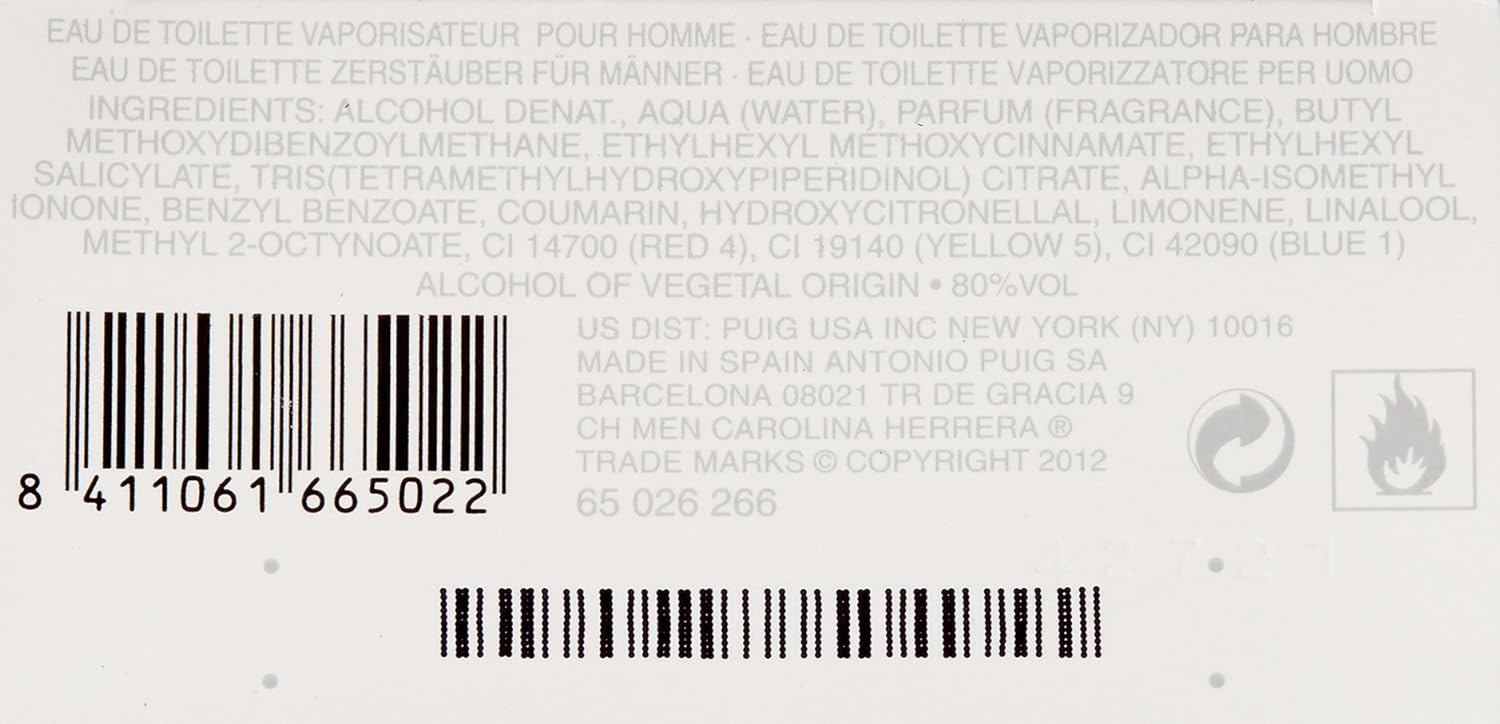 EAU DE TOILETTE VAPORISATEUR POUR HOMME · EAU DE TOILETTE VAPORIZADOR PARA HOMBRE
EAU DE TOILETTE ZERSTÄUBER FÜR MÄNNER · EAU DE TOILETTE VAPORIZZATORE PER UOMO
INGREDIENTS: ALCOHOL DENAT., AQUA (WATER), PARFUM (FRAGRANCE), BUTYL
METHOXYDIBENZOYLMETHANE, ETHYLHEXYL METHOXYCINNAMATE, ETHYLHEXYL
SALICYLATE, TRIS(TETRAMETHYLHYDROXYPIPERIDINOL) CITRATE, ALPHA-ISOMETHYL
IONONE, BENZYL BENZOATE, COUMARIN, HYDROXYCITRONELLAL, LIMONENE, LINALOOL,
METHYL 2-OCTYNOATE, CI 14700 (RED 4), CI 19140 (YELLOW 5), CI 42090 (BLUE 1)
ALCOHOL OF VEGETAL ORIGIN • 80%VOL
US DIST: PUIG USA INC NEW YORK (NY) 10016
MADE IN SPAIN ANTONIO PUIG SA
BARCELONA 08021 TR DE GRACIA 9
CH MEN CAROLINA HERRERA ®
TRADE MARKS © COPYRIGHT 2012
65 026 266
8 411061 665022
42721